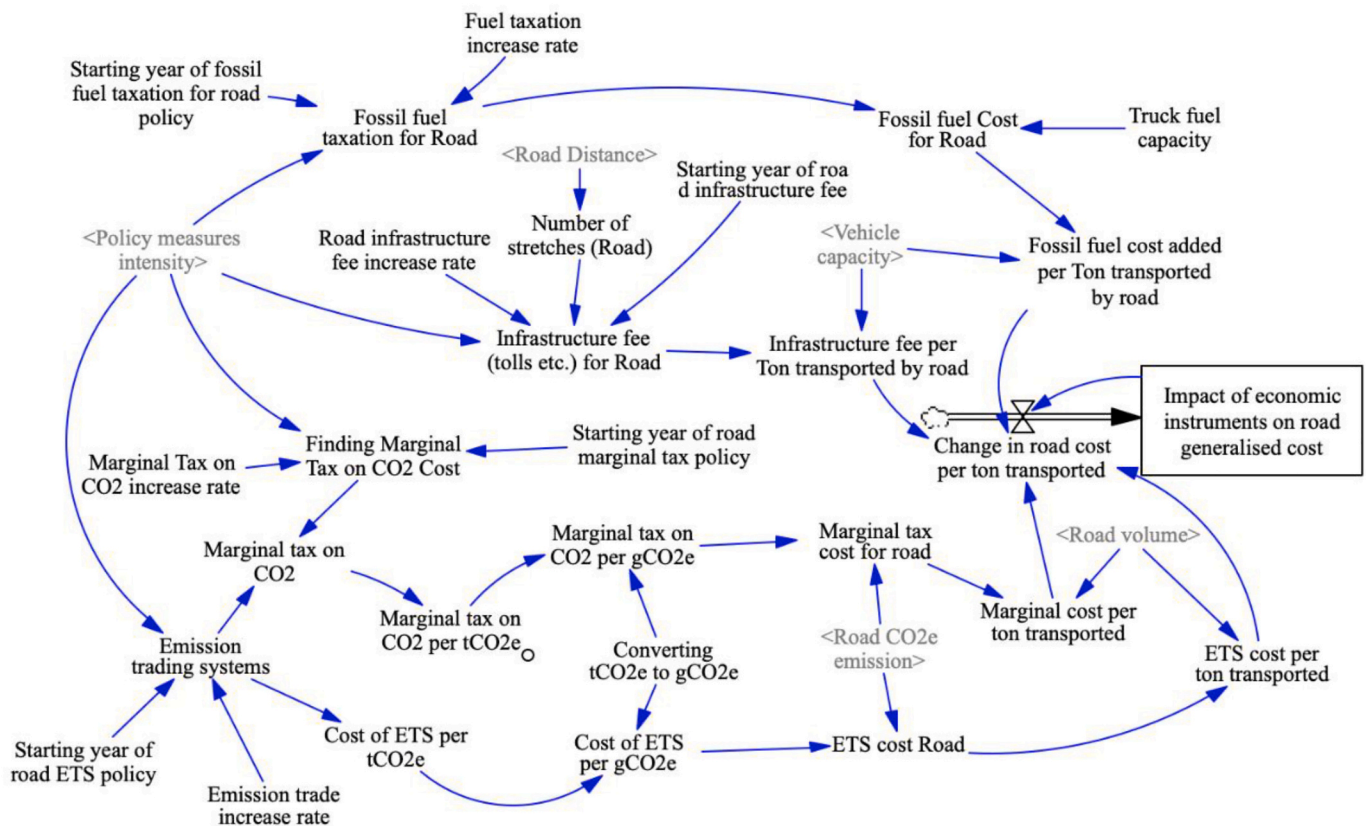 Fuel taxation
increase rate
Starting year of fossil
fuel taxation for road
policy
Fossil fuel
taxation for Road
Fossil fuel Cost
for Road
Truck fuel
capacity
<Road Distance>
Starting year of roa
d infrastructure fee
<Policy measures
intensity>
Road infrastructure
fee increase rate
Number of
stretches (Road)
<Vehicle
capacity>
Fossil fuel cost added
per Ton transported
by road
Infrastructure fee
(tolls etc.) for Road
Infrastructure fee per
Ton transported by road
Impact of economic
instruments on road
generalised cost
Change in road cost
per ton transported
Finding Marginal
Tax on CO2 Cost
Starting year of road
marginal tax policy
Marginal Tax on
CO2 increase rate
Marginal tax on
CO2
Marginal tax on
CO2 per gCO2e
Marginal tax
cost for road
<Road volume>
Marginal tax on
CO2 per tCO2e
Marginal cost per
ton transported
Emission
trading systems
Converting
tCO2e to gCO2e
<Road CO2e
emission>
ETS cost per
ton transported
Starting year of
road ETS policy
Cost of ETS per
tCO2e
Cost of ETS
per gCO2e
ETS cost Road
Emission trade
increase rate